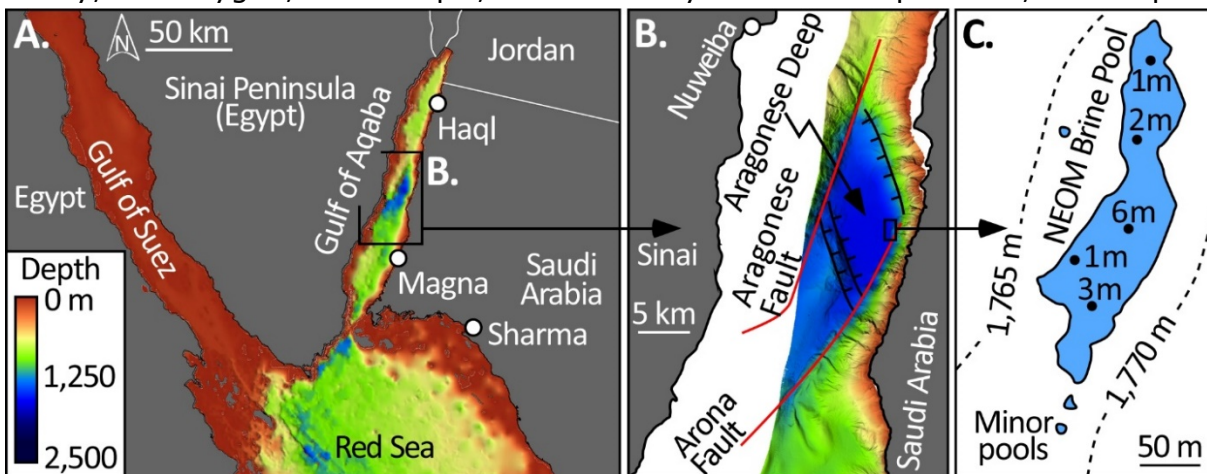 A.
N
50 km
Jordan
Sinai Peninsula
(Egypt)
Haql
Gulf of Aqaba
B.
Egypt
Gulf of Suez
Magna
Saudi
Arabia
Sharma
Depth
0 m
1,250
2,500
Red Sea
B.
Nuweiba
Aragonese Deep
Aragonese
Fault
Sinai
5 km
Arona
Fault
Saudi Arabia
C.
NEOM Brine Pool
1m
2m
6m
1m
3m
1,765 m
1,770 m
Minor
pools
50 m